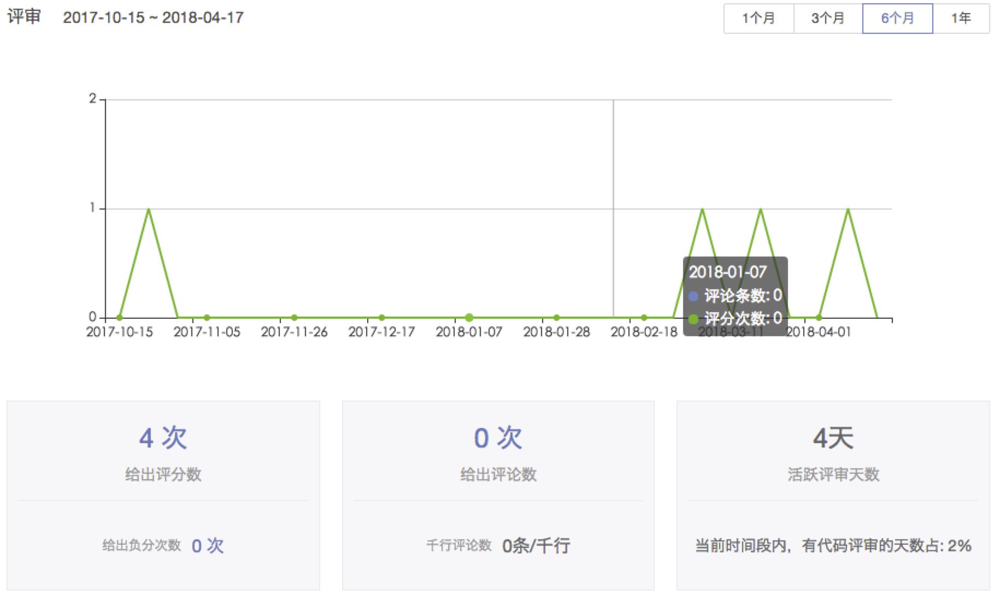 评审 2017-10-15 ~ 2018-04-17
1个月 3个月 6个月 1年
2
1
0
2018-01-07
评论条数: 0
评分次数: 0
2017-10-15 2017-11-05 2017-11-26 2017-12-17 2018-01-07 2018-01-28 2018-02-18 2018-03-11 2018-04-01
4 次
给出评分数
给出负分次数 0 次
0 次
给出评论数
千行评论数 0条/千行
4天
活跃评审天数
当前时间段内，有代码评审的天数占: 2%